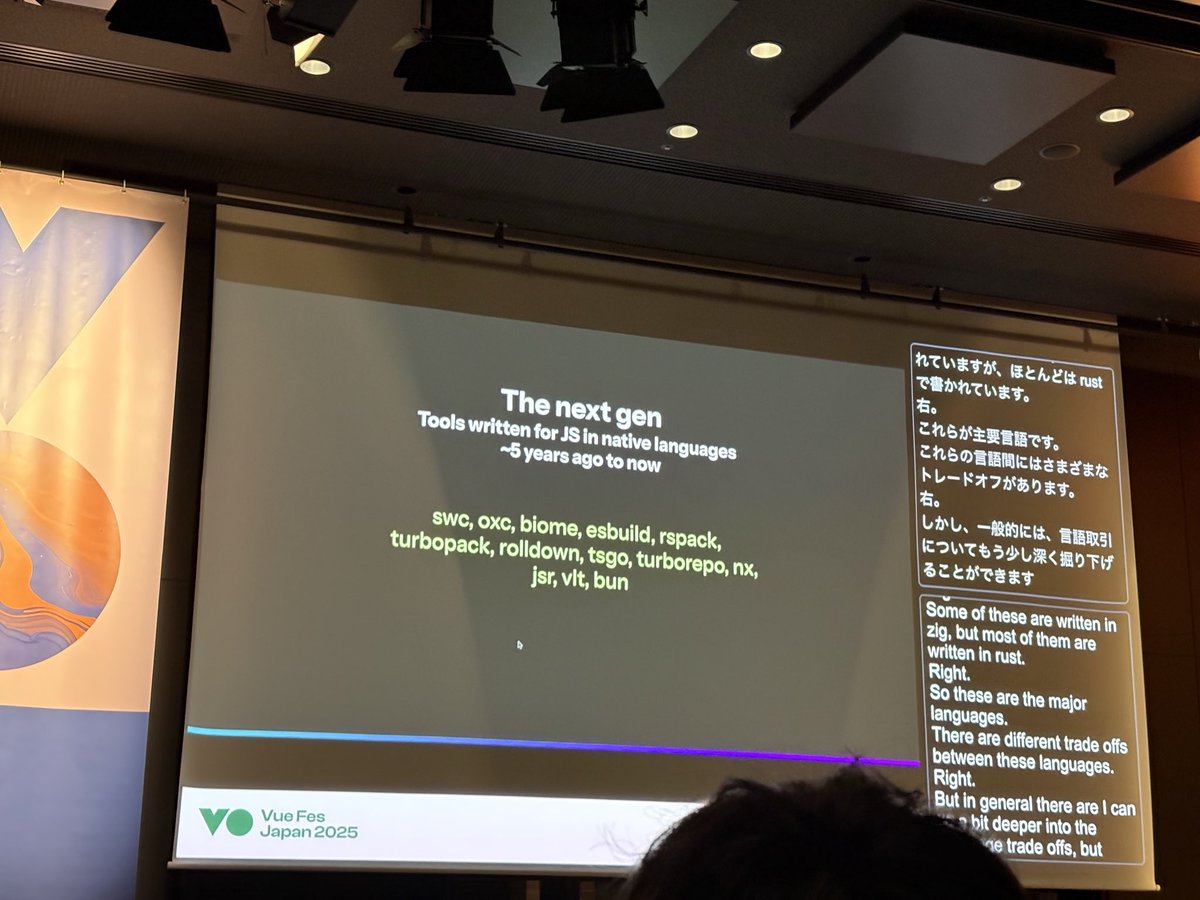 The next gen
Tools written for JS in native languages
~5 years ago to now
swc, oxc, biome, esbuild, rspack,
turbopack, rolldown, tsgo, turborepo, nx,
jsr, vlt, bun
れていますが、ほとんどは rust
で書かれています。
右。
これらが主要言語です。
これらの言語間にはさまざまな
トレードオフがあります。
右。
しかし、一般的には、言語取引
についてもう少し深く掘り下げ
ることができます
Some of these are written in
zig, but most of them are
written in rust.
Right.
So these are the major
languages.
There are different trade offs
between these languages.
Right.
But in general there are I can
a bit deeper into the
trade offs, but
Vue Fes
Japan 2025